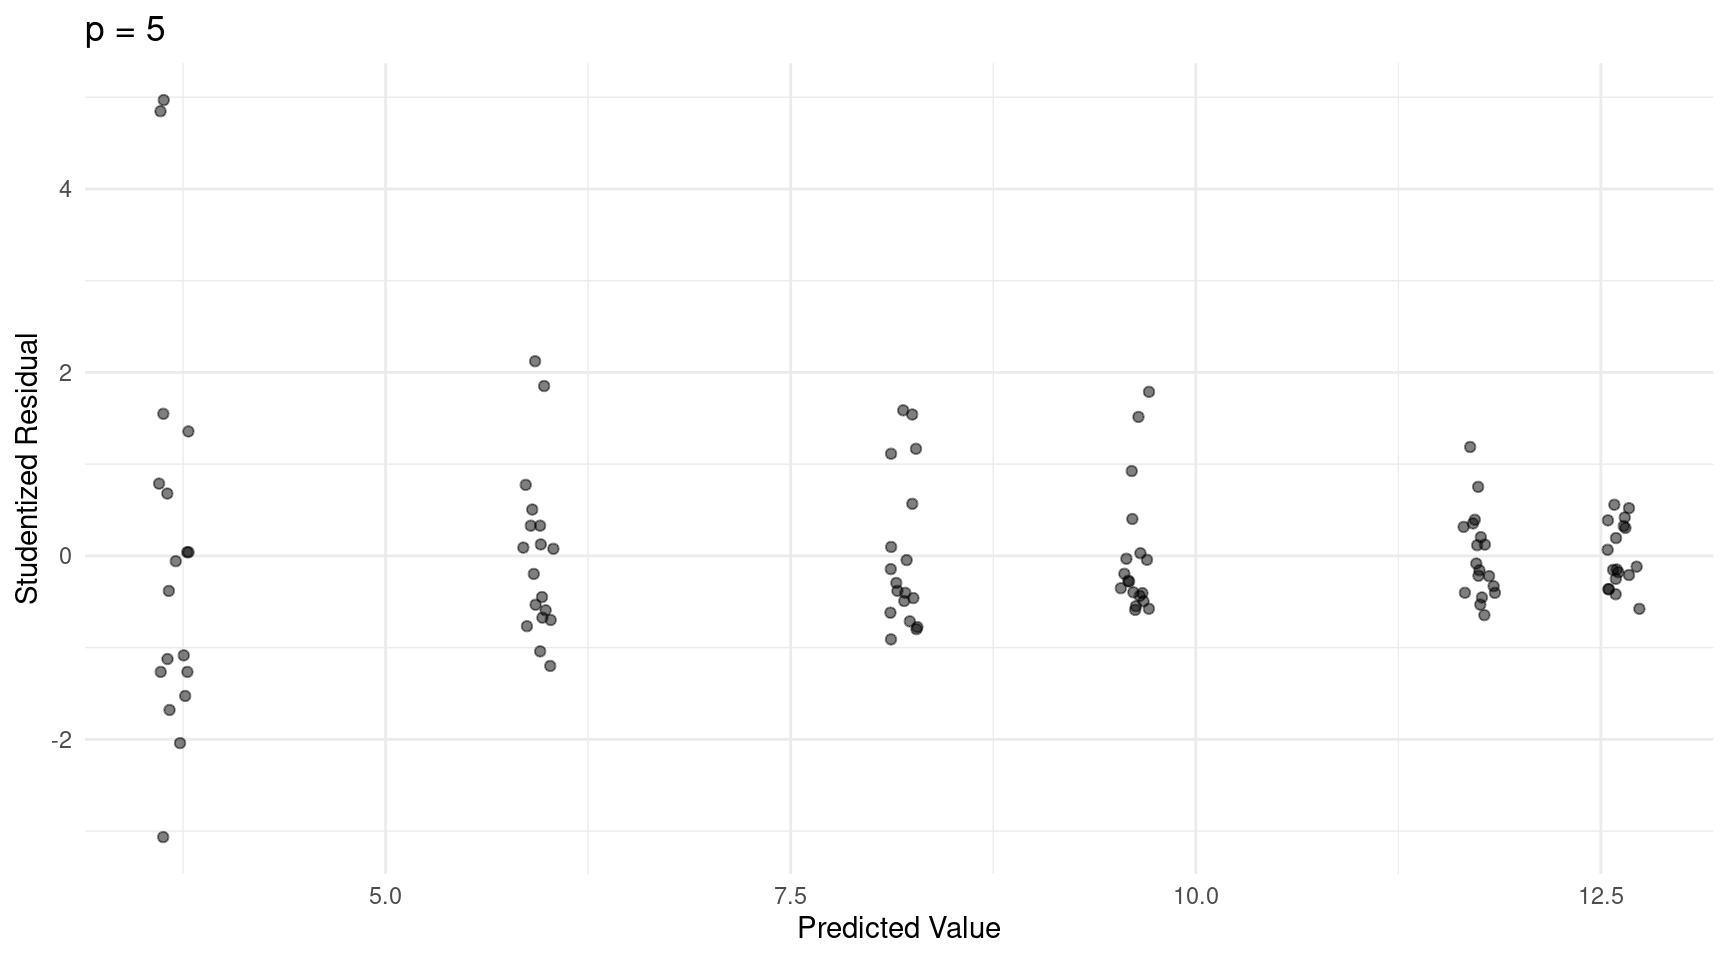 p = 5
Studentized Residual
4
2
0
-2
5.0 7.5 10.0 12.5
Predicted Value